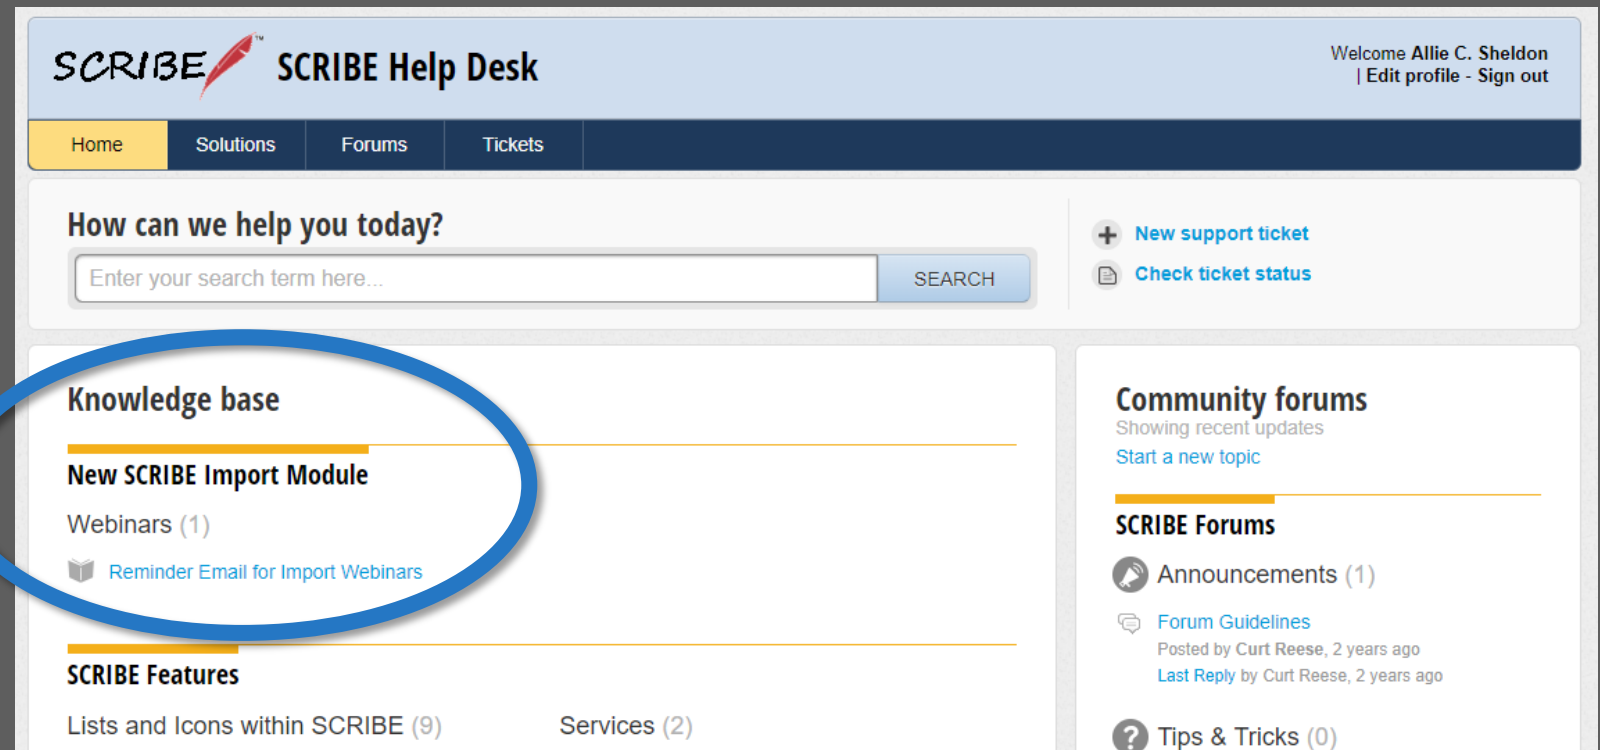 SCRIBE™ SCRIBE Help Desk
Welcome Allie C. Sheldon
| Edit profile - Sign out
Home Solutions Forums Tickets
How can we help you today?
Enter your search term here... SEARCH
New support ticket
Check ticket status
Knowledge base
New SCRIBE Import Module
Webinars (1)
Reminder Email for Import Webinars
SCRIBE Features
Lists and Icons within SCRIBE (9) Services (2)
Community forums
Showing recent updates
Start a new topic
SCRIBE Forums
Announcements (1)
Forum Guidelines
Posted by Curt Reese, 2 years ago
Last Reply by Curt Reese, 2 years ago
Tips & Tricks (0)